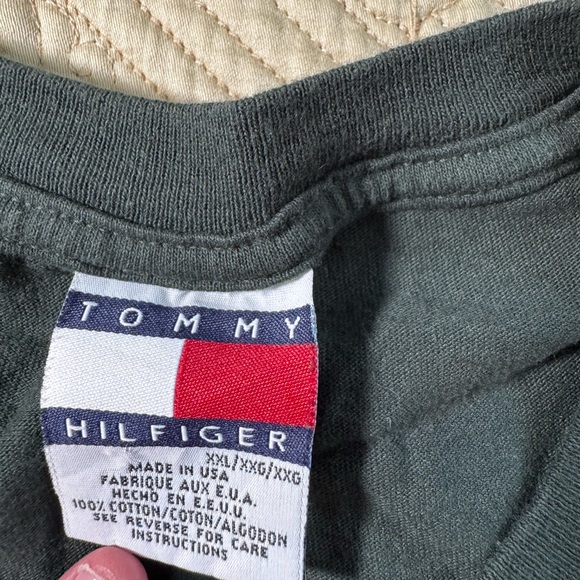 TOMMY
HILFIGER
XXL/XXG/XXG
MADE IN USA
FABRIQUE AUX E.U.A.
HECHO EN E.E.U.U.
100% COTTON/COTON/ALGODON
SEE REVERSE FOR CARE
INSTRUCTIONS